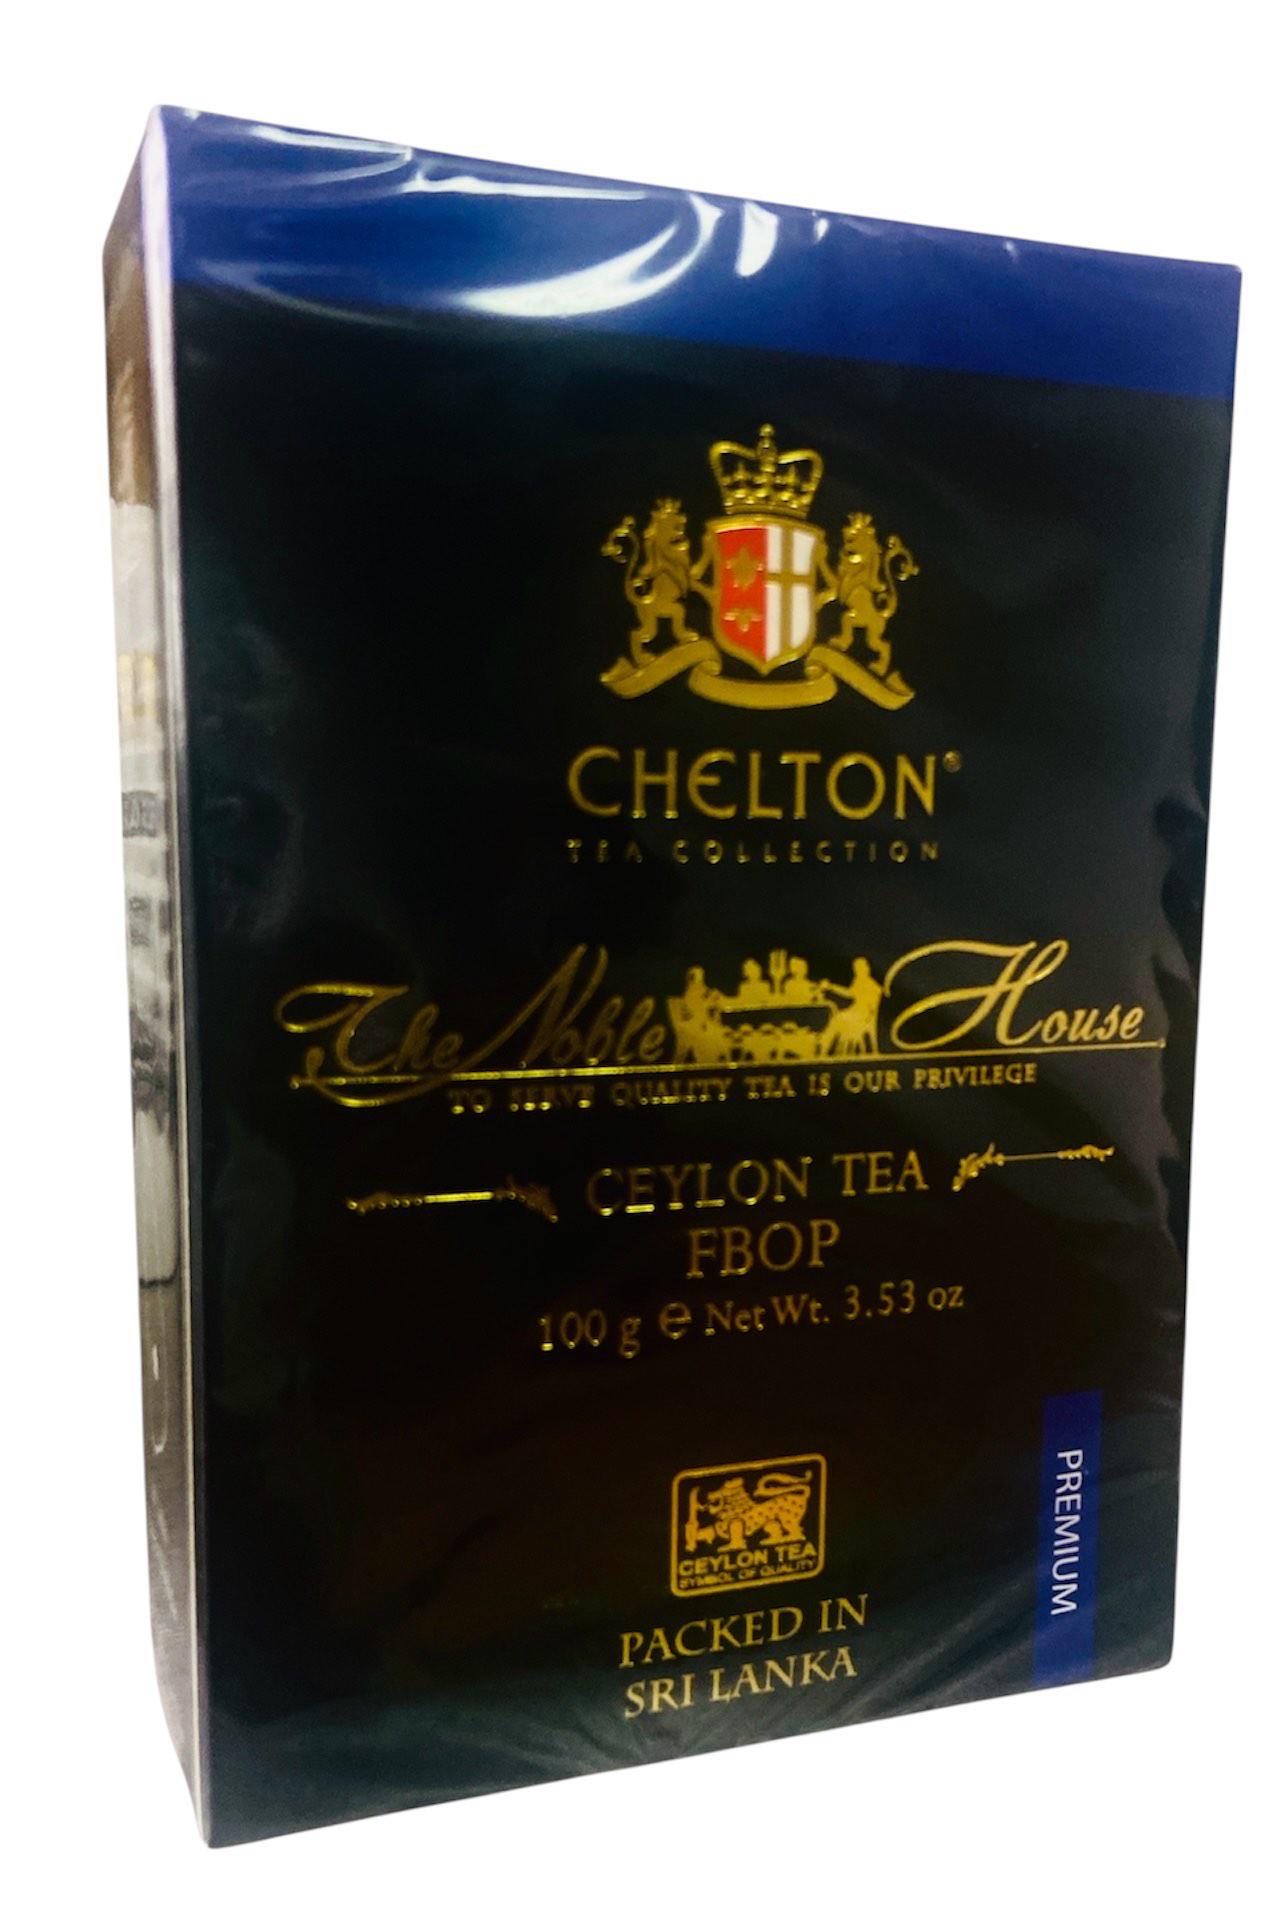 CHELTON®
TEA COLLECTION
The Noble House
TO SERVE QUALITY TEA IS OUR PRIVILEGE
CEYLON TEA
FBOP
100 g e Net Wt. 3.53 oz
PREMIUM
CEYLON TEA
SYMBOL OF QUALITY
PACKED IN
SRI LANKA